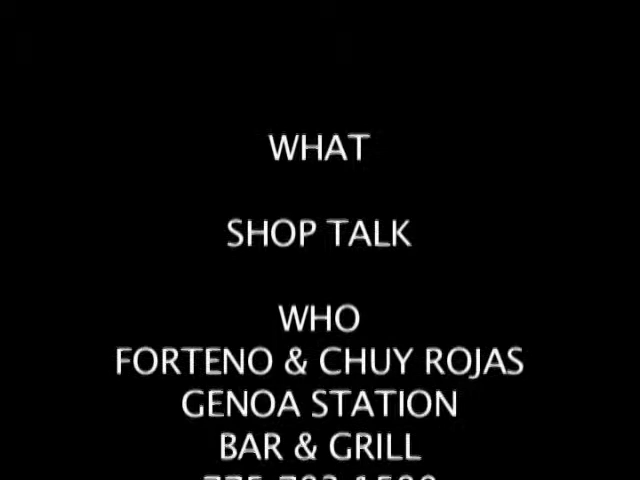 WHAT
SHOP TALK
WHO
FORTENO & CHUY ROJAS
GENOA STATION
BAR & GRILL